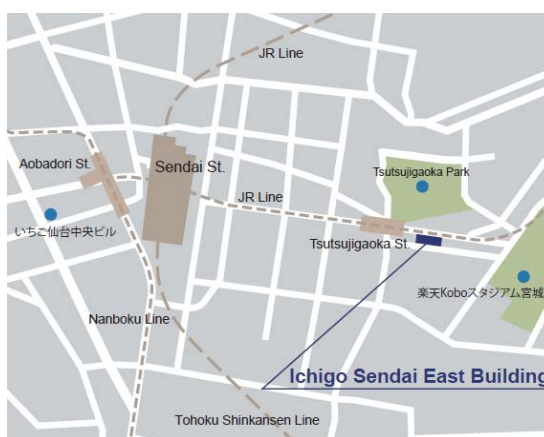 JR Line
Aobadori St.
Sendai St.
Tsutsujigaoka Park
JR Line
いちご仙台中央ビル
Tsutsujigaoka St.
楽天Koboスタジアム宮城
Nanboku Line
Ichigo Sendai East Building
Tohoku Shinkansen Line